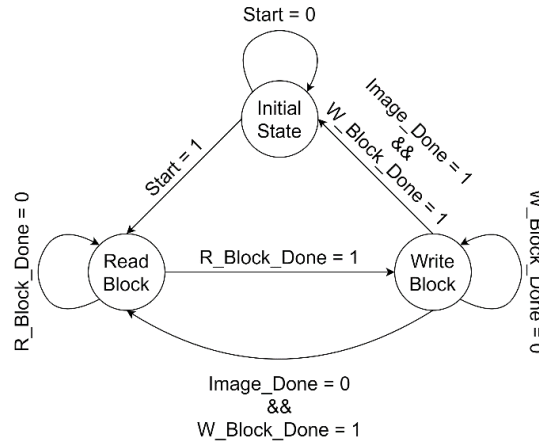 Start = 0
Initial
State
Image_Done = 1
&&
W_Block_Done = 1
Start = 1
R_Block_Done = 0
Read
Block
R_Block_Done = 1
Write
Block
W_Block_Done = 0
Image_Done = 0
&&
W_Block_Done = 1